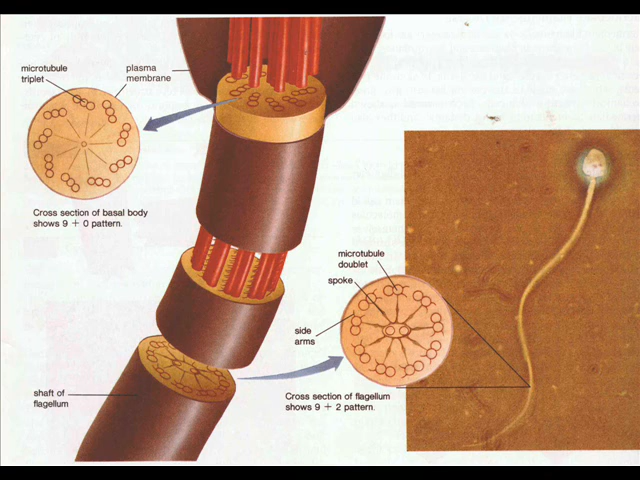 microtubule
triplet
plasma
membrane
Cross section of basal body
shows 9 + 0 pattern.
microtubule
doublet
spoke
side
arms
shaft of
flagellum
Cross section of flagellum
shows 9 + 2 pattern.